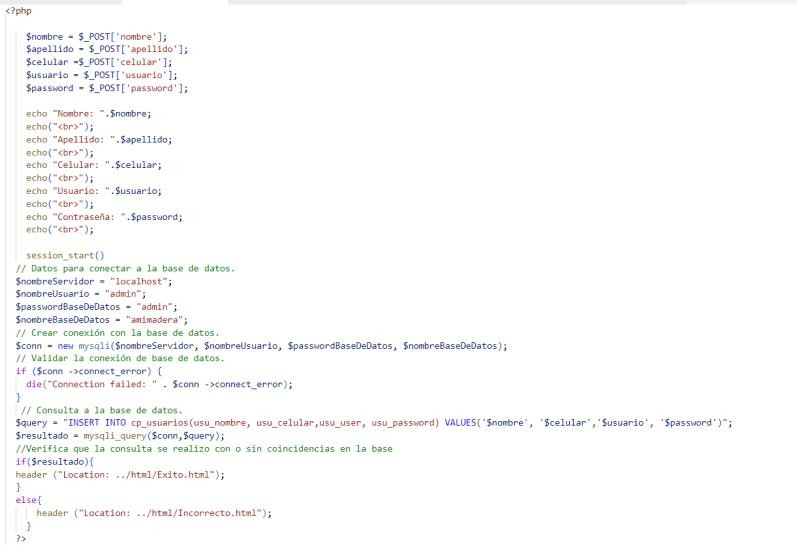 <?php
$nombre = $_POST['nombre'];
$apellido = $_POST['apellido'];
$celular =$_POST['celular'];
$usuario = $_POST['usuario'];
$password = $_POST['password'];
echo "Nombre: ".$nombre;
echo("<br>");
echo "Apellido: ".$apellido;
echo("<br>");
echo "Celular: ".$celular;
echo("<br>");
echo "Usuario: ".$usuario;
echo("<br>");
echo "Contraseña: ".$password;
echo("<br>");
session_start()
// Datos para conectar a la base de datos.
$nombreServidor = "localhost";
$nombreUsuario = "admin";
$passwordBaseDeDatos = "admin";
$nombreBaseDeDatos = "amimadera";
// Crear conexión con la base de datos.
$conn = new mysqli($nombreServidor, $nombreUsuario, $passwordBaseDeDatos, $nombreBaseDeDatos);
// Validar la conexión de base de datos.
if ($conn ->connect_error) {
die("Connection failed: " . $conn ->connect_error);
}
// Consulta a la base de datos.
$query = "INSERT INTO cp_usuarios(usu_nombre, usu_celular,usu_user, usu_password) VALUES('$nombre', '$celular','$usuario', '$password')";
$resultado = mysqli_query($conn,$query);
//Verifica que la consulta se realizo con o sin coincidencias en la base
if($resultado){
header ("Location: ../html/Exito.html");
}
else{
header ("Location: ../html/Incorrecto.html");
}
?>